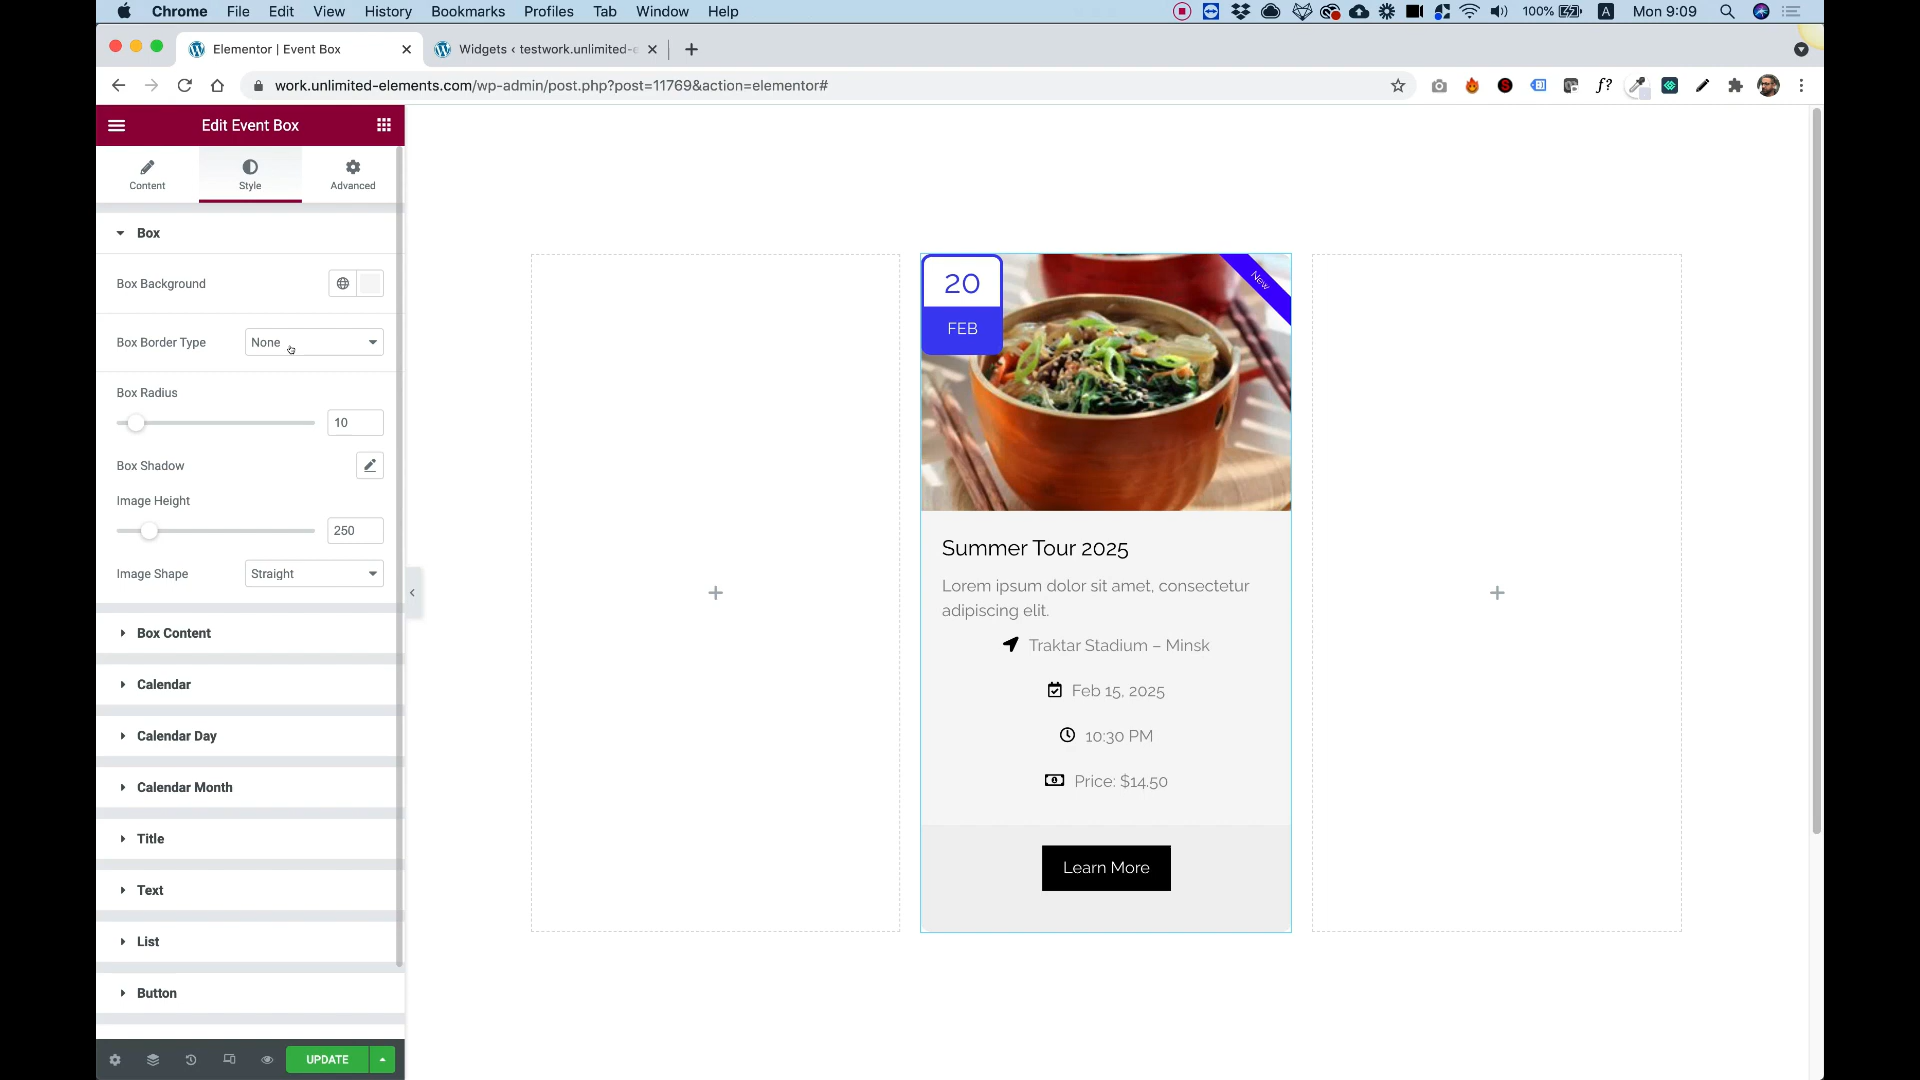 Chrome File Edit View History Bookmarks Profiles Tab Window Help 100% A Mon 9:09
Elementor | Event Box
Widgets ‹ testwork.unlimited-e
work.unlimited-elements.com/wp-admin/post.php?post=11769&action=elementor#
f?
Edit Event Box
Content Style Advanced
Box
Box Background
Box Border Type None
Box Radius
10
Box Shadow
Image Height
250
Image Shape Straight
Box Content
Calendar
Calendar Day
Calendar Month
Title
Text
List
Button
UPDATE
20
FEB
New
Summer Tour 2025
Lorem ipsum dolor sit amet, consectetur
adipiscing elit.
Traktar Stadium – Minsk
Feb 15, 2025
10:30 PM
Price: $14.50
Learn More